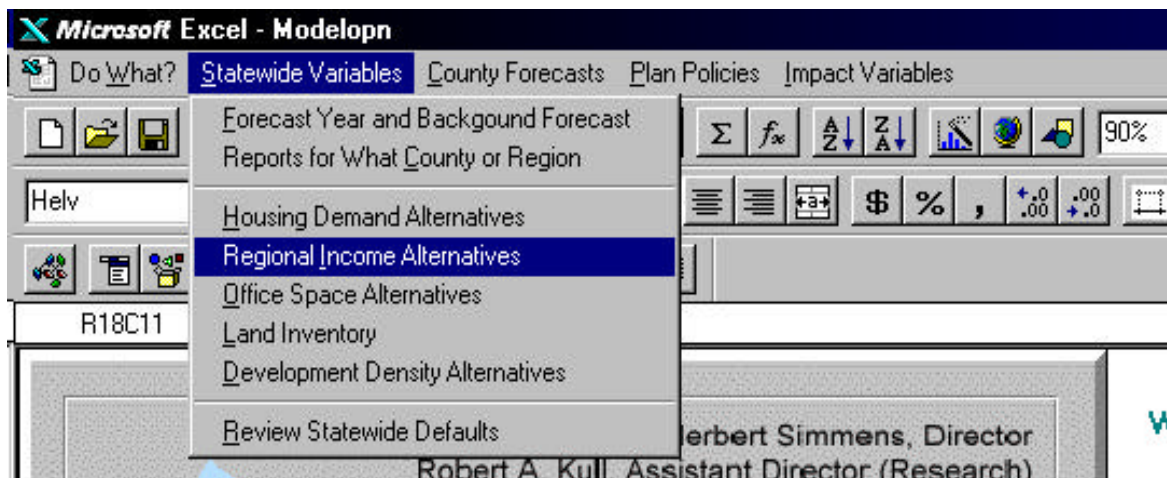 Microsoft Excel - Modelopn
Do What? Statewide Variables County Forecasts Plan Policies Impact Variables
90%
Helv
R18C11
Forecast Year and Backgound Forecast
Reports for What County or Region
Housing Demand Alternatives
Regional Income Alternatives
Office Space Alternatives
Land Inventory
Development Density Alternatives
Review Statewide Defaults
Simmens, Director
Robert A. Kull, Assistant Director (Research)